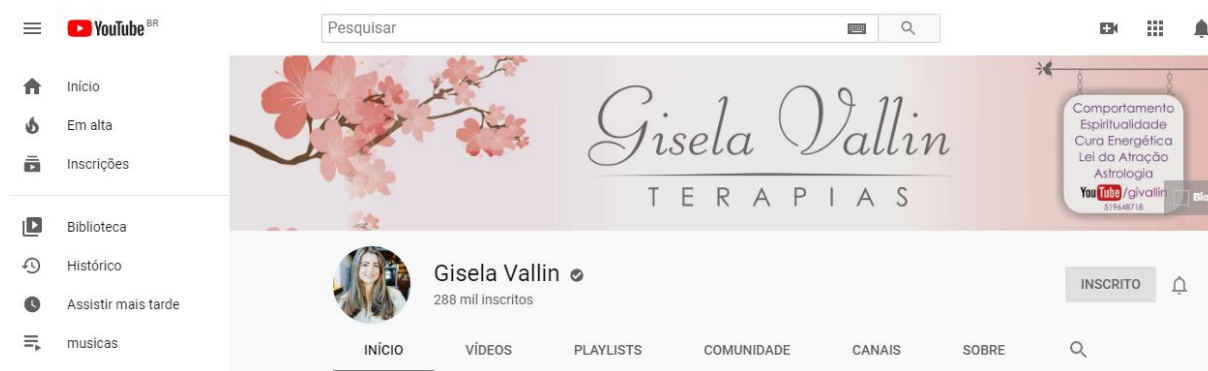 YouTube BR
Pesquisar
Início
Em alta
Inscrições
Biblioteca
Histórico
Assistir mais tarde
musicas
Gisela Vallin
TERAPIAS
Comportamento
Espiritualidade
Cura Energética
Lei da Atração
Astrologia
YouTube/givallin
519648718
Blo
Gisela Vallin
288 mil inscritos
INSCRITO
INÍCIO
VÍDEOS
PLAYLISTS
COMUNIDADE
CANAIS
SOBRE